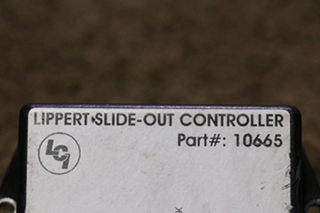 LIPPERT SLIDE-OUT CONTROLLER
Part#: 10665
LCI